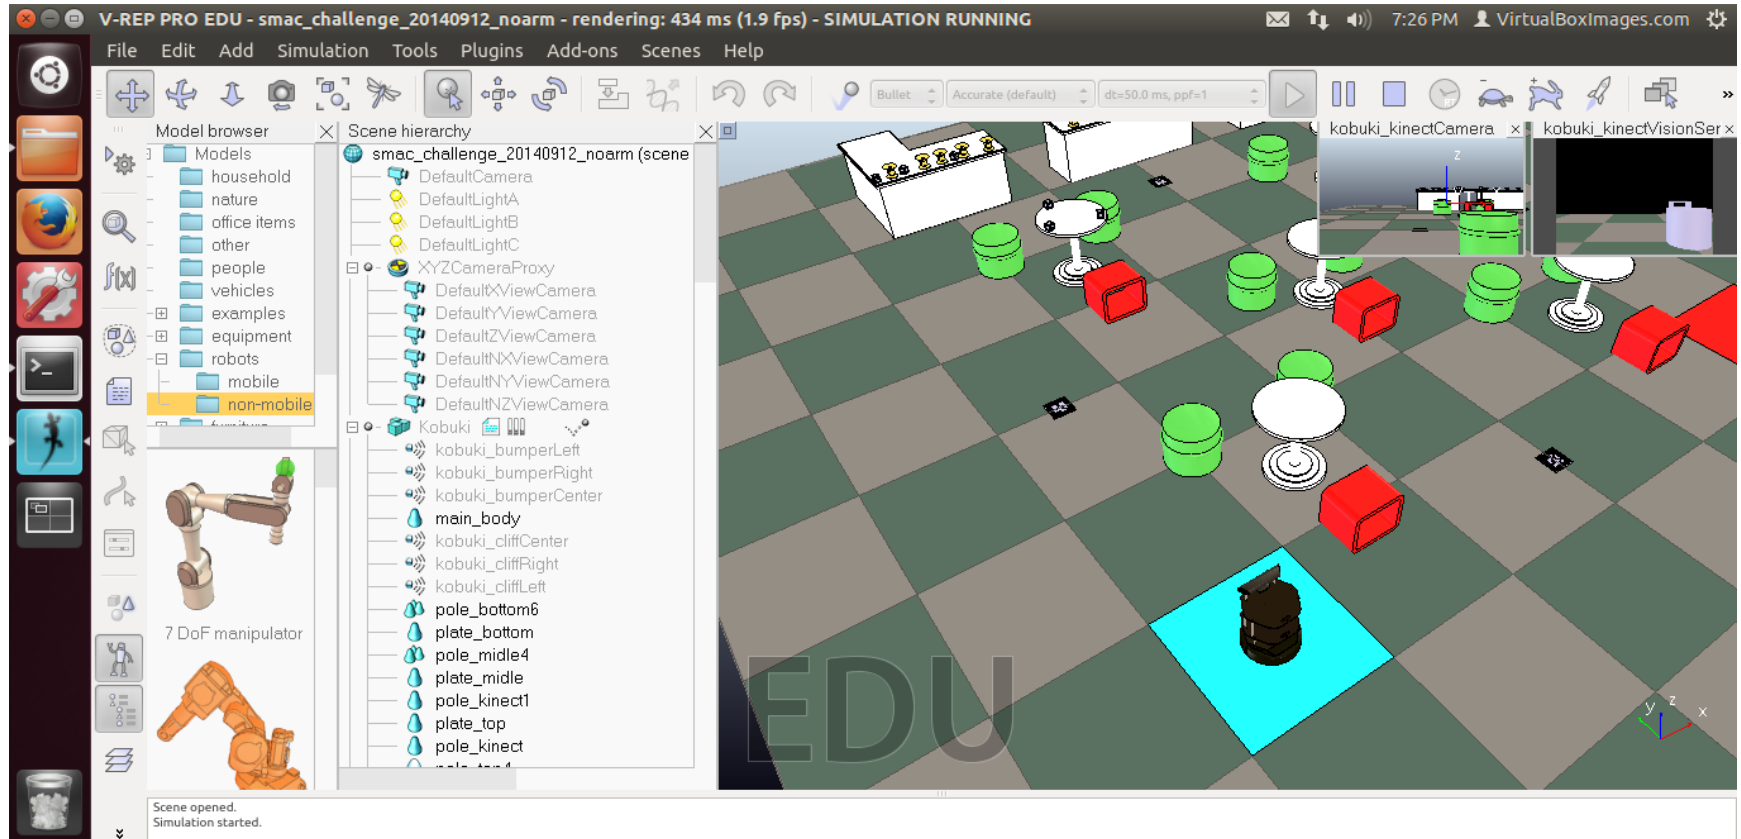 V-REP PRO EDU - smac_challenge_20140912_noarm - rendering: 434 ms (1.9 fps) - SIMULATION RUNNING
7:26 PM VirtualBoxImages.com
File Edit Add Simulation Tools Plugins Add-ons Scenes Help
Bullet Accurate (default) dt=50.0 ms, ppf=1 »
Model browser
Models
household
nature
office items
other
people
vehicles
examples
equipment
robots
mobile
non-mobile
furniture
7 DoF manipulator
Scene hierarchy
smac_challenge_20140912_noarm (scene
DefaultCamera
DefaultLightA
DefaultLightB
DefaultLightC
XYZCameraProxy
DefaultXViewCamera
DefaultYViewCamera
DefaultZViewCamera
DefaultNXViewCamera
DefaultNYViewCamera
DefaultNZViewCamera
Kobuki
kobuki_bumperLeft
kobuki_bumperRight
kobuki_bumperCenter
main_body
kobuki_cliffCenter
kobuki_cliffRight
kobuki_cliffLeft
pole_bottom6
plate_bottom
pole_midle4
plate_midle
pole_kinect1
plate_top
pole_kinect
kobuki_kinectCamera
kobuki_kinectVisionSer
z
f(x)
EDU
y z x
Scene opened.
Simulation started.